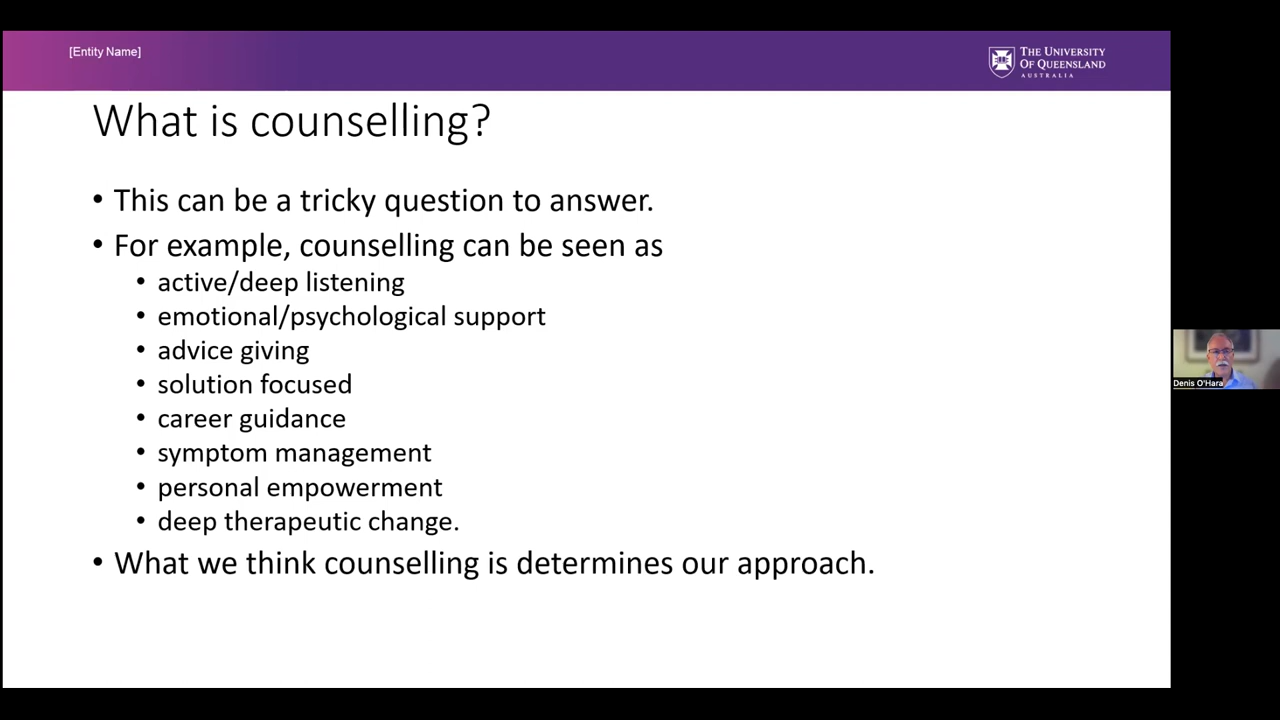 [Entity Name]
THE UNIVERSITY
OF QUEENSLAND
AUSTRALIA
What is counselling?
• This can be a tricky question to answer.
• For example, counselling can be seen as
• active/deep listening
• emotional/psychological support
• advice giving
• solution focused
• career guidance
• symptom management
• personal empowerment
• deep therapeutic change.
• What we think counselling is determines our approach.
Denis O'Hara